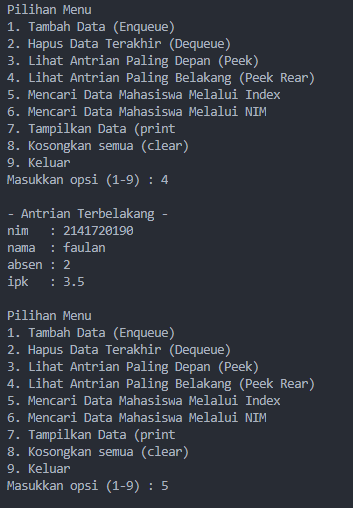 Pilihan Menu
1. Tambah Data (Enqueue)
2. Hapus Data Terakhir (Dequeue)
3. Lihat Antrian Paling Depan (Peek)
4. Lihat Antrian Paling Belakang (Peek Rear)
5. Mencari Data Mahasiswa Melalui Index
6. Mencari Data Mahasiswa Melalui NIM
7. Tampilkan Data (print
8. Kosongkan semua (clear)
9. Keluar
Masukkan opsi (1-9) : 4
- Antrian Terbelakang -
nim   : 2141720190
nama  : faulan
absen : 2
ipk   : 3.5
Pilihan Menu
1. Tambah Data (Enqueue)
2. Hapus Data Terakhir (Dequeue)
3. Lihat Antrian Paling Depan (Peek)
4. Lihat Antrian Paling Belakang (Peek Rear)
5. Mencari Data Mahasiswa Melalui Index
6. Mencari Data Mahasiswa Melalui NIM
7. Tampilkan Data (print
8. Kosongkan semua (clear)
9. Keluar
Masukkan opsi (1-9) : 5